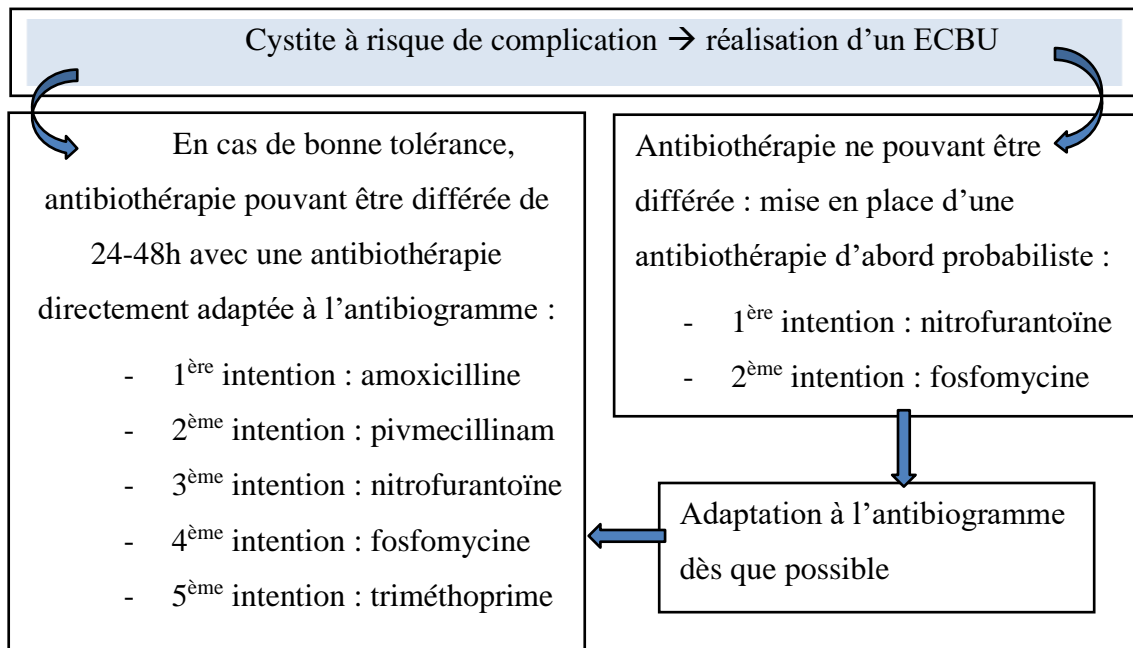 Cystite à risque de complication → réalisation d’un ECBU
En cas de bonne tolérance,
antibiothérapie pouvant être différée de
24-48h avec une antibiothérapie
directement adaptée à l’antibiogramme :
- 1ère intention : amoxicilline
- 2ème intention : pivmecillinam
- 3ème intention : nitrofurantoïne
- 4ème intention : fosfomycine
- 5ème intention : triméthoprime
Antibiothérapie ne pouvant être
différée : mise en place d’une
antibiothérapie d’abord probabiliste :
- 1ère intention : nitrofurantoïne
- 2ème intention : fosfomycine
Adaptation à l’antibiogramme
dès que possible